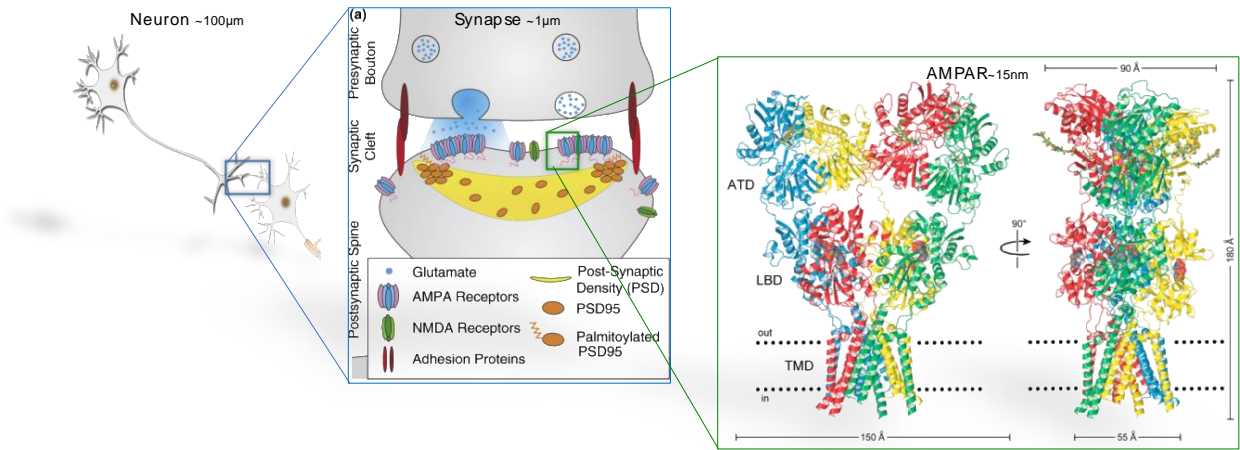 Neuron ~100µm
(a)
Synapse ~1µm
Presynaptic
Bouton
Synaptic
Cleft
Postsynaptic Spine
Glutamate
AMPA Receptors
NMDA Receptors
Adhesion Proteins
Post-Synaptic
Density (PSD)
PSD95
Palmitoylated
PSD95
AMPAR~15nm
90 Å
ATD
LBD
90°
180 Å
out
TMD
in
150 Å
55 Å